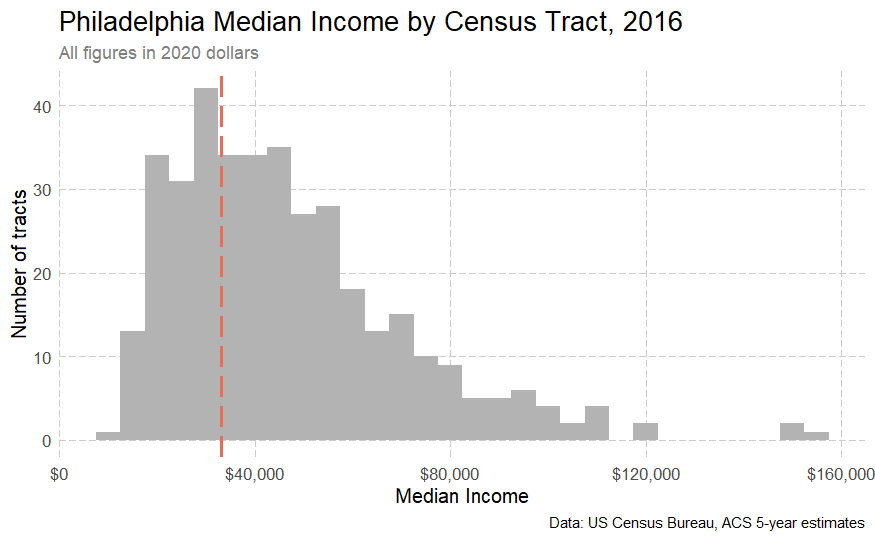 Philadelphia Median Income by Census Tract, 2016
All figures in 2020 dollars
Number of tracts
40
30
20
10
0
$0 $40,000 $80,000 $120,000 $160,000
Median Income
Data: US Census Bureau, ACS 5-year estimates